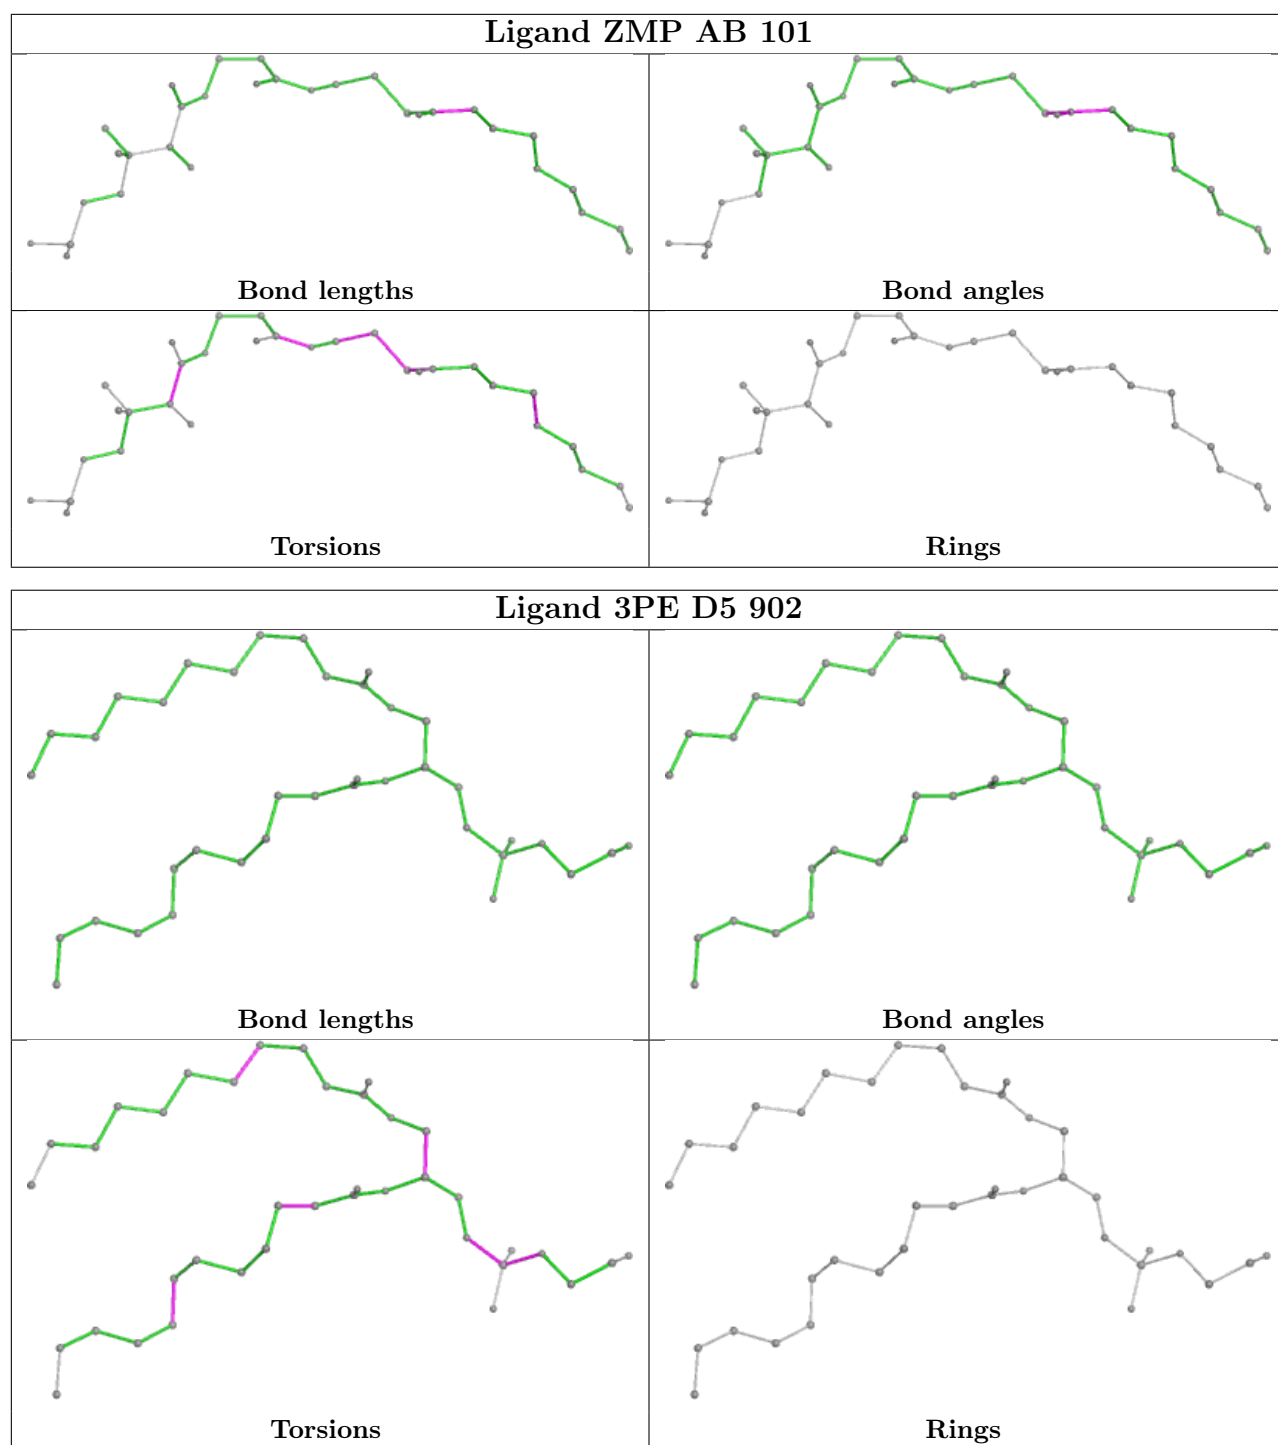 Ligand ZMP AB 101
Bond lengths
Bond angles
Torsions
Rings
Ligand 3PE D5 902
Bond lengths
Bond angles
Torsions
Rings